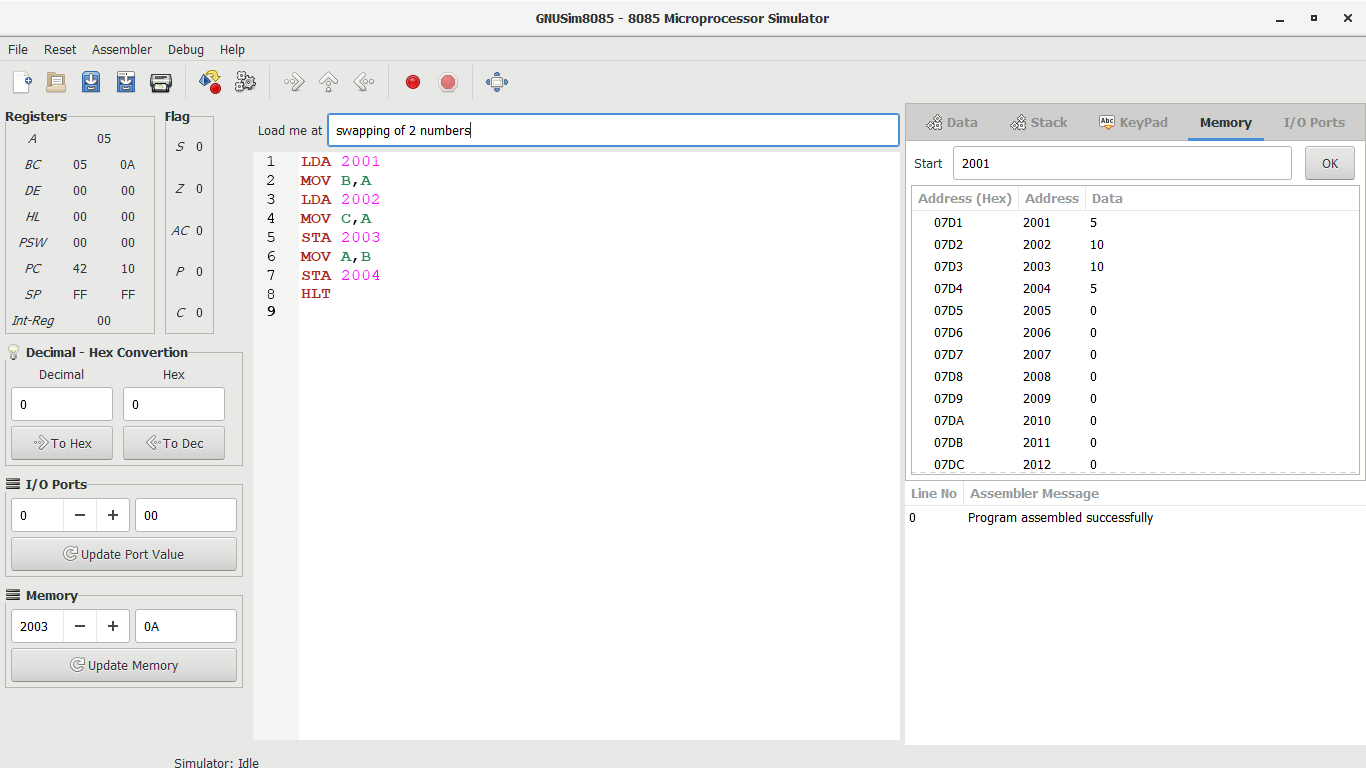 GNUSim8085 - 8085 Microprocessor Simulator
File Reset Assembler Debug Help
Registers
A 05
BC 05 0A
DE 00 00
HL 00 00
PSW 00 00
PC 42 10
SP FF FF
Int-Reg 00
Flag
S 0
Z 0
AC 0
P 0
C 0
Decimal - Hex Convertion
Decimal Hex
0 0
To Hex To Dec
I/O Ports
0 − + 00
Update Port Value
Memory
2003 − + 0A
Update Memory
Load me at swapping of 2 numbers
1 LDA 2001
2 MOV B,A
3 LDA 2002
4 MOV C,A
5 STA 2003
6 MOV A,B
7 STA 2004
8 HLT
9
Data Stack Abc KeyPad Memory I/O Ports
Start 2001 OK
Address (Hex) Address Data
07D1 2001 5
07D2 2002 10
07D3 2003 10
07D4 2004 5
07D5 2005 0
07D6 2006 0
07D7 2007 0
07D8 2008 0
07D9 2009 0
07DA 2010 0
07DB 2011 0
07DC 2012 0
Line No Assembler Message
0 Program assembled successfully
Simulator: Idle